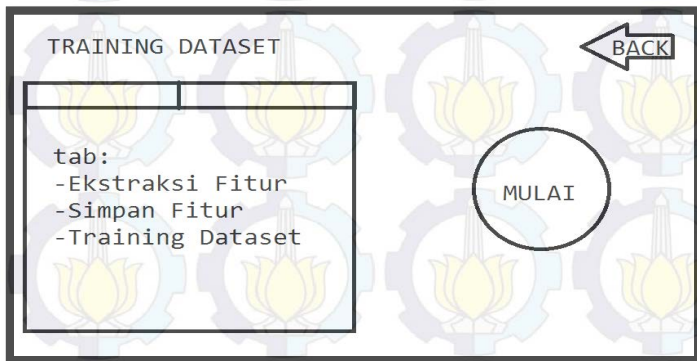 TRAINING DATASET
BACK
tab:
-Ekstraksi Fitur
-Simpan Fitur
-Training Dataset
MULAI